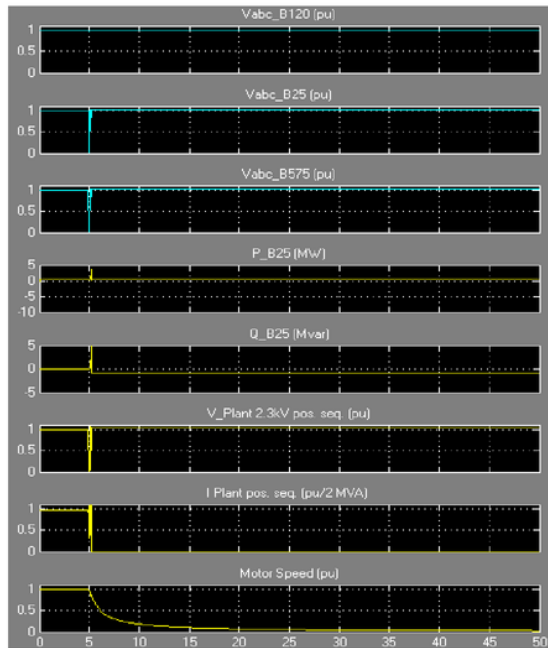 Vabc_B120 (pu)
1
0.5
0
Vabc_B25 (pu)
1
0.5
0
Vabc_B575 (pu)
1
0.5
0
P_B25 (MW)
5
0
-5
-10
Q_B25 (Mvar)
5
0
-5
V_Plant 2.3kV pos. seq. (pu)
1
0.5
0
I Plant pos. seq. (pu/2 MVA)
1
0.5
0
Motor Speed (pu)
1
0.5
0
0 5 10 15 20 25 30 35 40 45 50